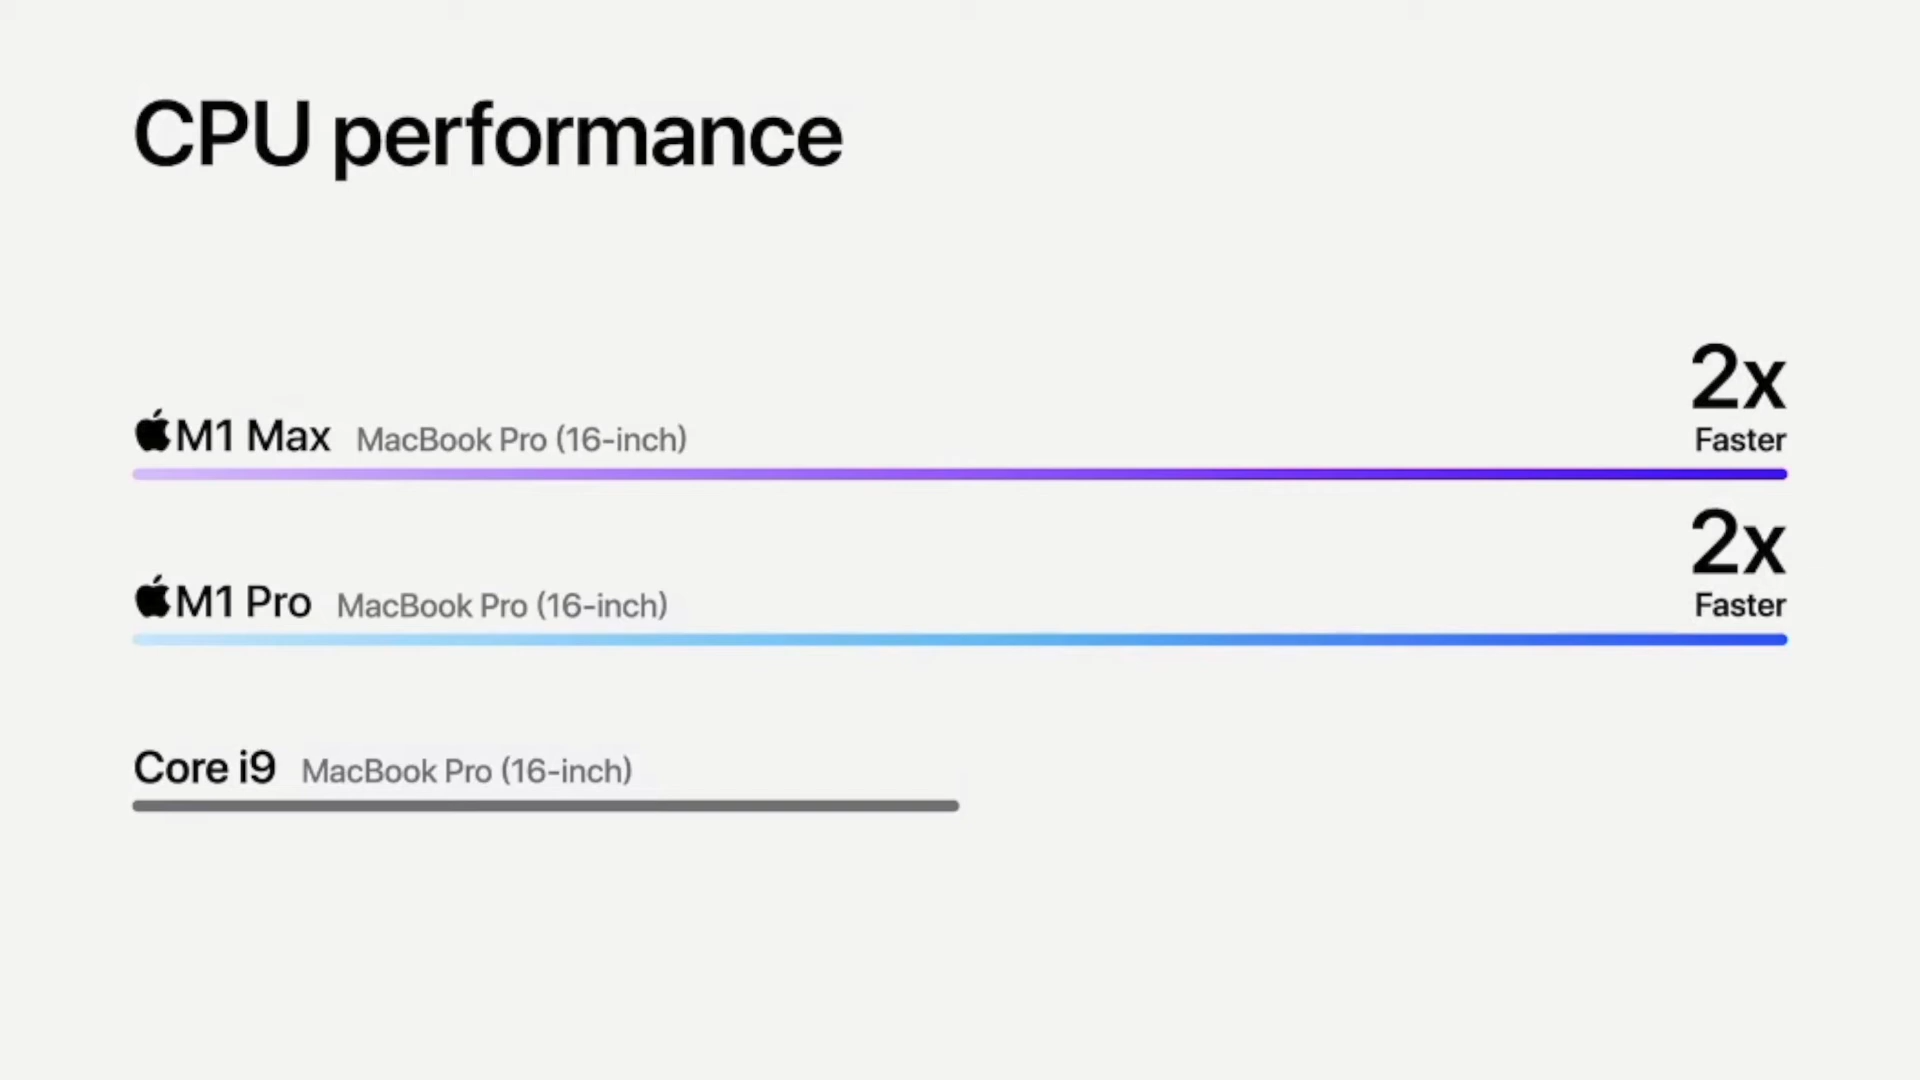 CPU performance
2x
M1 Max MacBook Pro (16-inch) Faster
2x
M1 Pro MacBook Pro (16-inch) Faster
Core i9 MacBook Pro (16-inch)